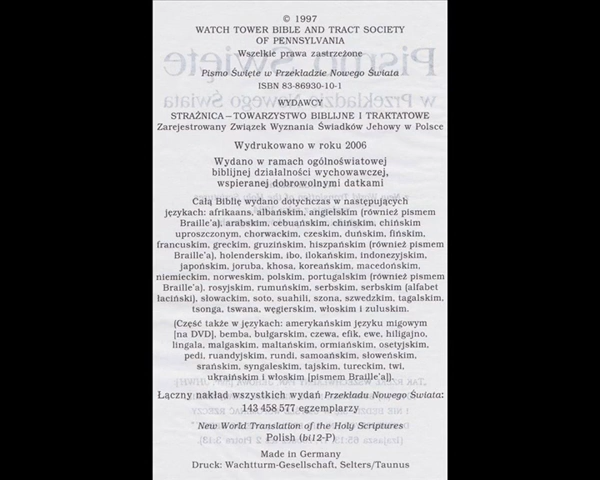 © 1997
WATCH TOWER BIBLE AND TRACT SOCIETY
OF PENNSYLVANIA
Wszelkie prawa zastrzeżone
Pismo Święte w Przekładzie Nowego Świata
ISBN 83-86930-10-1
WYDAWCY
STRAŻNICA – TOWARZYSTWO BIBLIJNE I TRAKTATOWE
Zarejestrowany Związek Wyznania Świadków Jehowy w Polsce
Wydrukowano w roku 2006
Wydano w ramach ogólnoświatowej
biblijnej działalności wychowawczej,
wspieranej dobrowolnymi datkami
Całą Biblię wydano dotychczas w następujących
językach: afrikaans, albańskim, angielskim (również pismem
Braille'a), arabskim, cebuańskim, chińskim, chińskim
uproszczonym, chorwackim, czeskim, duńskim, fińskim,
francuskim, greckim, gruzińskim, hiszpańskim (również pismem
Braille'a), holenderskim, ibo, ilokańskim, indonezyjskim,
japońskim, joruba, khosa, koreańskim, macedońskim,
niemieckim, norweskim, polskim, portugalskim (również pismem
Braille'a), rosyjskim, rumuńskim, serbskim, serbskim (alfabet
łaciński), słowackim, soto, suahili, szona, szwedzkim, tagalskim,
tsonga, tswana, węgierskim, włoskim i zuluskim.
[Część także w językach: amerykańskim języku migowym
[na DVD], bemba, bułgarskim, czewa, efik, ewe, hiligajno,
lingala, malgaskim, maltańskim, ormiańskim, osetyjskim,
pedi, ruandyjskim, rundi, samoańskim, słoweńskim,
srańskim, syngaleskim, tajskim, tureckim, twi,
ukraińskim i włoskim [pismem Braille'a]].
Łączny nakład wszystkich wydań Przekładu Nowego Świata:
143 458 577 egzemplarzy
New World Translation of the Holy Scriptures
Polish (bi12-P)
Made in Germany
Druk: Wachtturm-Gesellschaft, Selters/Taunus